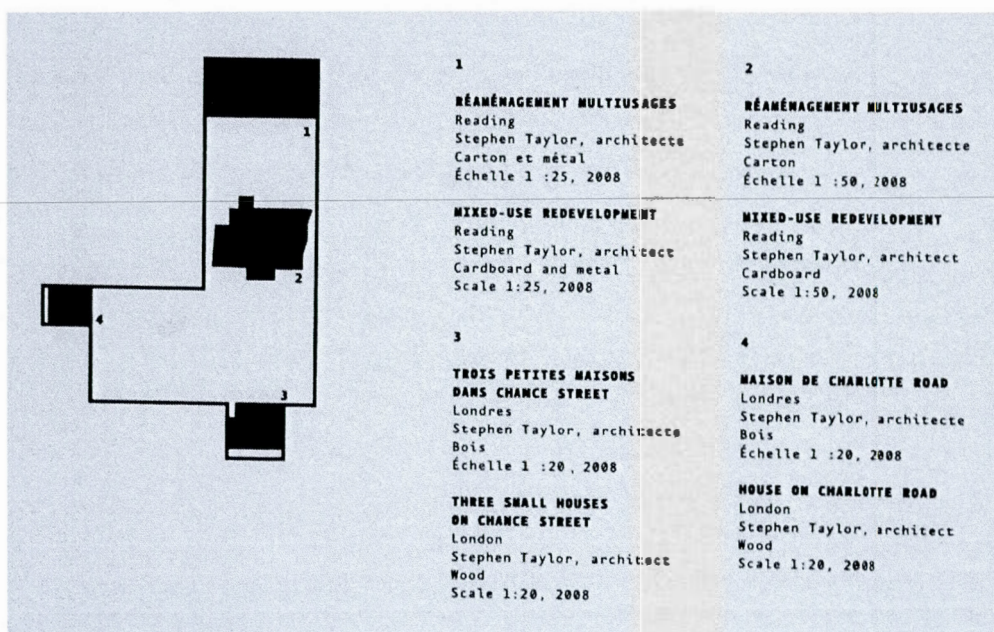 1
2
4
3
1
RÉAMÉNAGEMENT MULTIUSAGES
Reading
Stephen Taylor, architecte
Carton et métal
Échelle 1 :25, 2008
MIXED-USE REDEVELOPMENT
Reading
Stephen Taylor, architect
Cardboard and metal
Scale 1:25, 2008
2
RÉAMÉNAGEMENT MULTIUSAGES
Reading
Stephen Taylor, architecte
Carton
Échelle 1 :50, 2008
MIXED-USE REDEVELOPMENT
Reading
Stephen Taylor, architect
Cardboard
Scale 1:50, 2008
3
TROIS PETITES MAISONS
DANS CHANCE STREET
Londres
Stephen Taylor, architecte
Bois
Échelle 1 :20, 2008
THREE SMALL HOUSES
ON CHANCE STREET
London
Stephen Taylor, architect
Wood
Scale 1:20, 2008
4
MAISON DE CHARLOTTE ROAD
Londres
Stephen Taylor, architecte
Bois
Échelle 1 :20, 2008
HOUSE ON CHARLOTTE ROAD
London
Stephen Taylor, architect
Wood
Scale 1:20, 2008